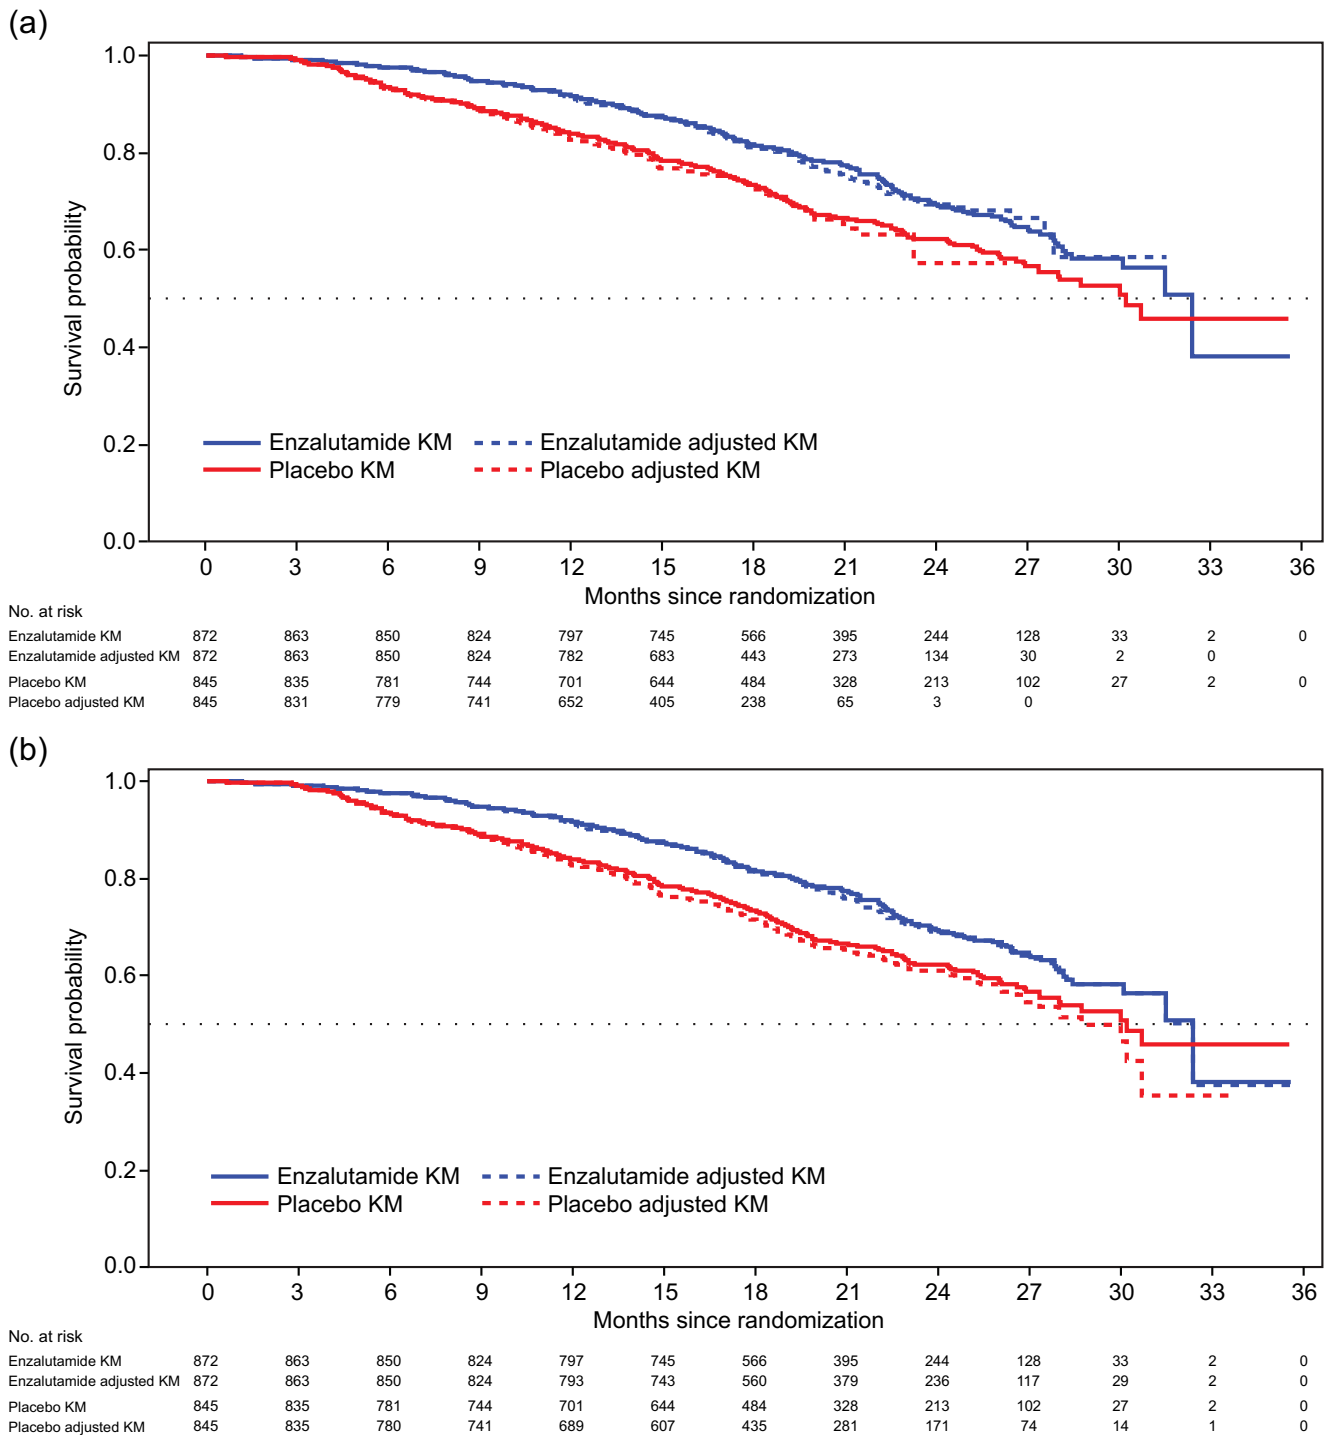 (a)
1.0
0.8
0.6
0.4
0.2
0.0
Survival probability
Enzalutamide KM Enzalutamide adjusted KM
Placebo KM Placebo adjusted KM
0 3 6 9 12 15 18 21 24 27 30 33 36
Months since randomization
No. at risk
Enzalutamide KM 872 863 850 824 797 745 566 395 244 128 33 2 0
Enzalutamide adjusted KM 872 863 850 824 782 683 443 273 134 30 2 0
Placebo KM 845 835 781 744 701 644 484 328 213 102 27 2 0
Placebo adjusted KM 845 831 779 741 652 405 238 65 3 0
(b)
1.0
0.8
0.6
0.4
0.2
0.0
Survival probability
Enzalutamide KM Enzalutamide adjusted KM
Placebo KM Placebo adjusted KM
0 3 6 9 12 15 18 21 24 27 30 33 36
Months since randomization
No. at risk
Enzalutamide KM 872 863 850 824 797 745 566 395 244 128 33 2 0
Enzalutamide adjusted KM 872 863 850 824 793 743 560 379 236 117 29 2 0
Placebo KM 845 835 781 744 701 644 484 328 213 102 27 2 0
Placebo adjusted KM 845 835 780 741 689 607 435 281 171 74 14 1 0